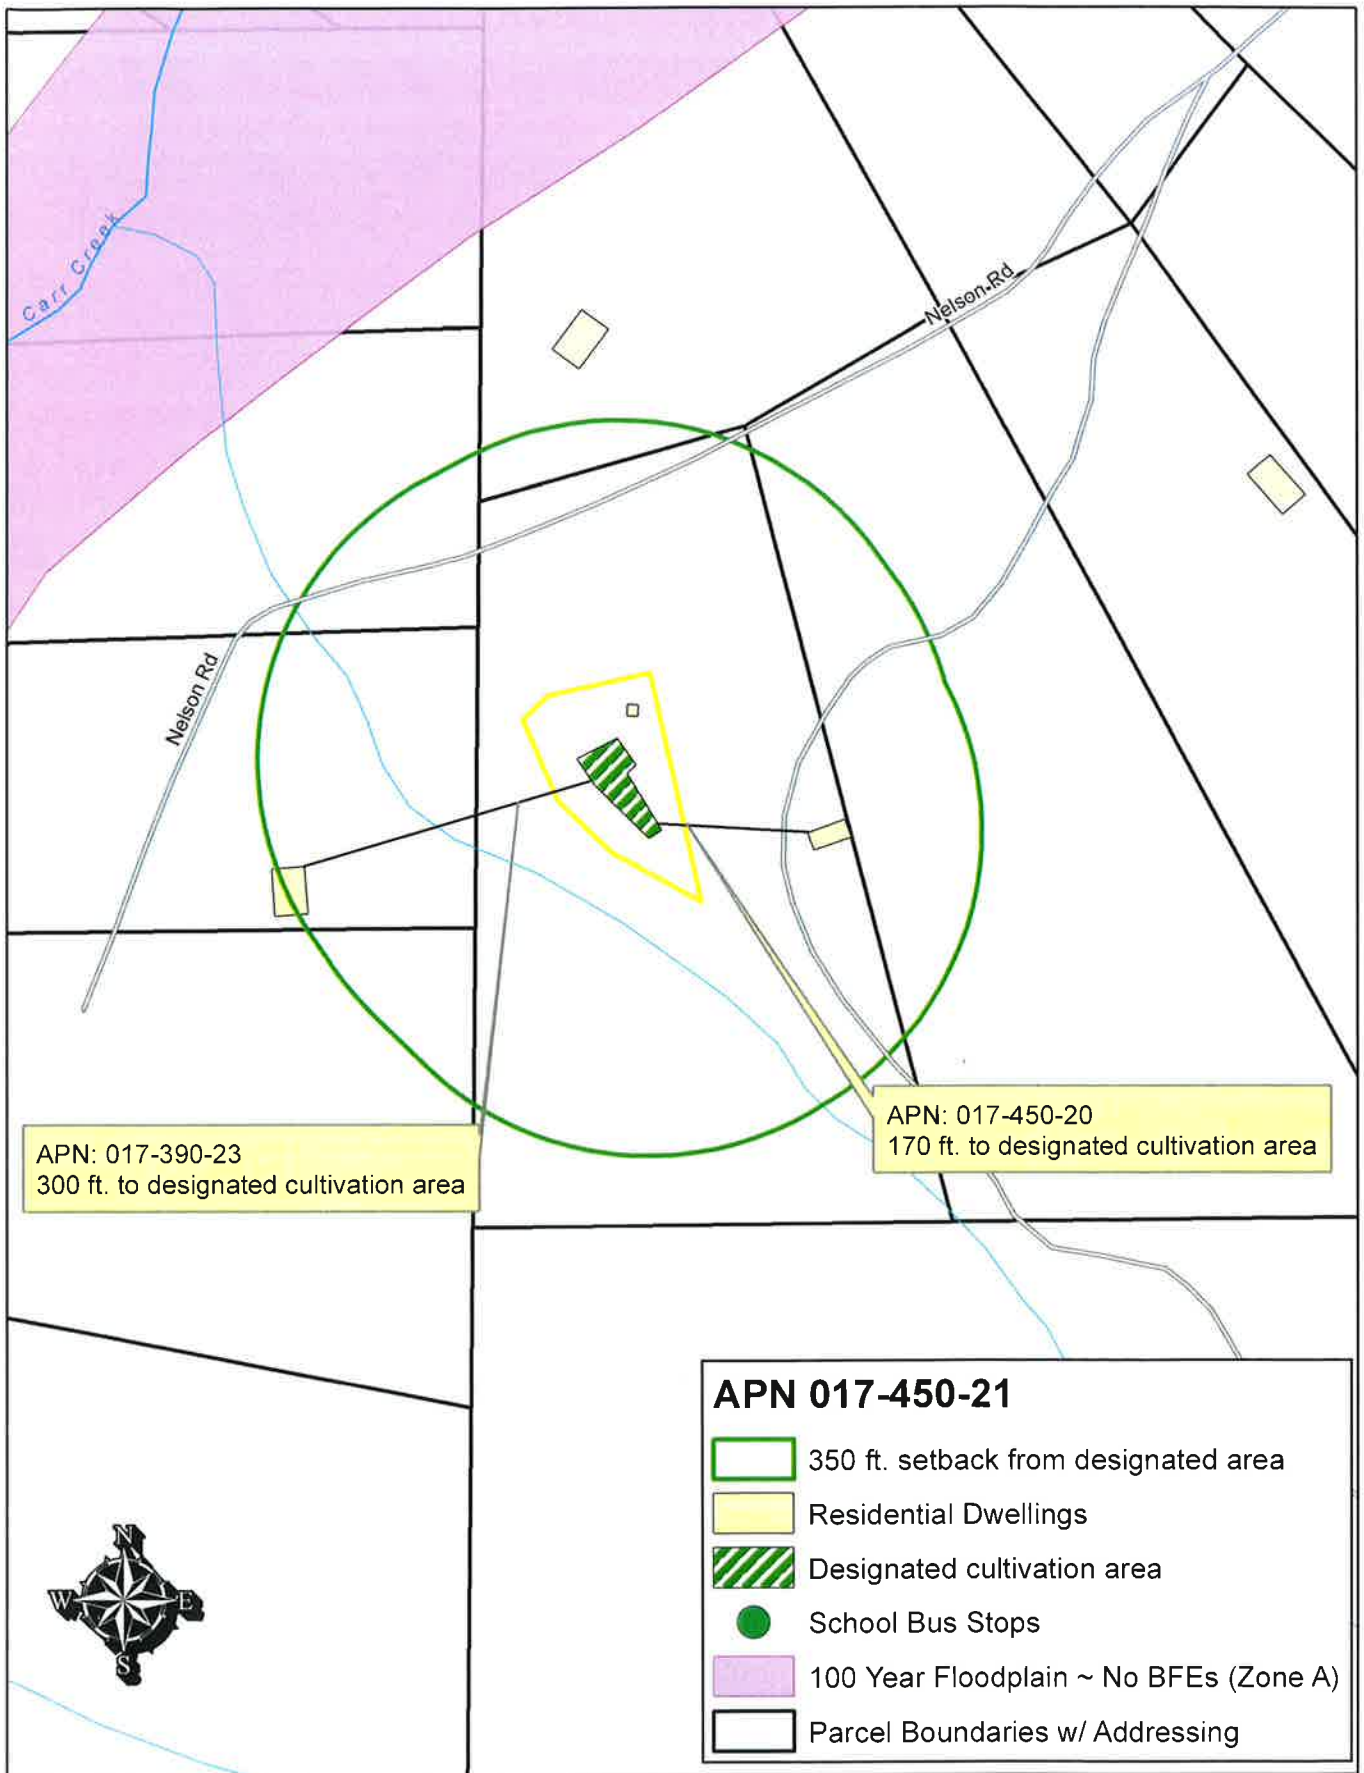 Carr Creek
Nelson Rd
Nelson Rd
APN: 017-450-20
170 ft. to designated cultivation area
APN: 017-390-23
300 ft. to designated cultivation area
APN 017-450-21
350 ft. setback from designated area
Residential Dwellings
Designated cultivation area
School Bus Stops
100 Year Floodplain ~ No BFEs (Zone A)
Parcel Boundaries w/ Addressing
N
W E
S